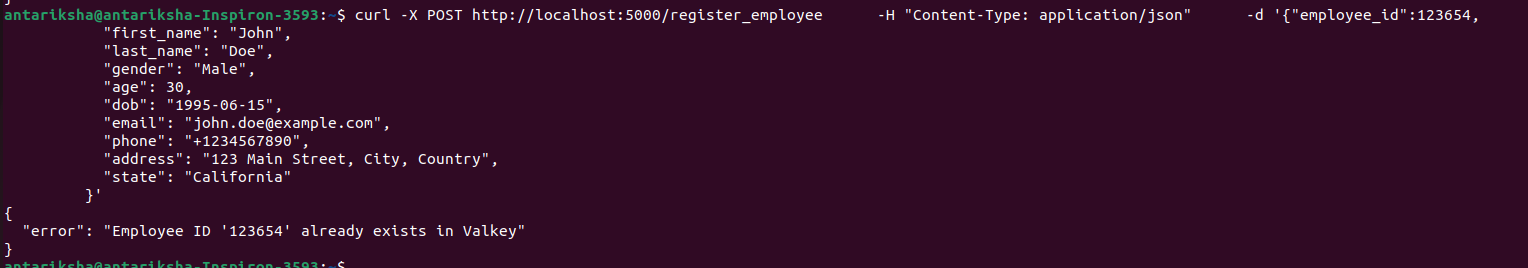 }
antariksha@antariksha-Inspiron-3593:~$ curl -X POST http://localhost:5000/register_employee      -H "Content-Type: application/json"      -d '{"employee_id":123654,
           "first_name": "John",
           "last_name": "Doe",
           "gender": "Male",
           "age": 30,
           "dob": "1995-06-15",
           "email": "john.doe@example.com",
           "phone": "+1234567890",
           "address": "123 Main Street, City, Country",
           "state": "California"
         }'
{
  "error": "Employee ID '123654' already exists in Valkey"
}
antariksha@antariksha-Inspiron-3593:~$